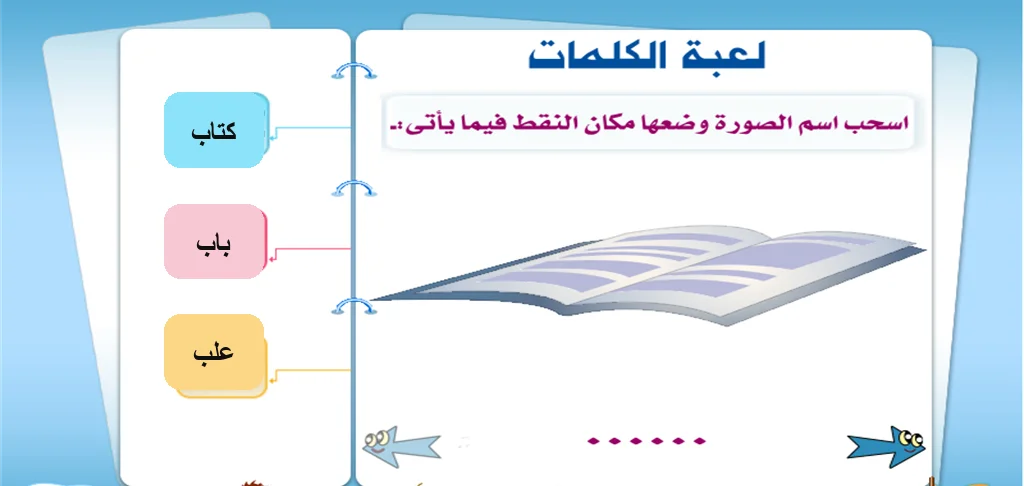 لعبة الكلمات
اسحب اسم الصورة وضعها مكان النقط فيما يأتى :ـ
كتاب
باب
علب